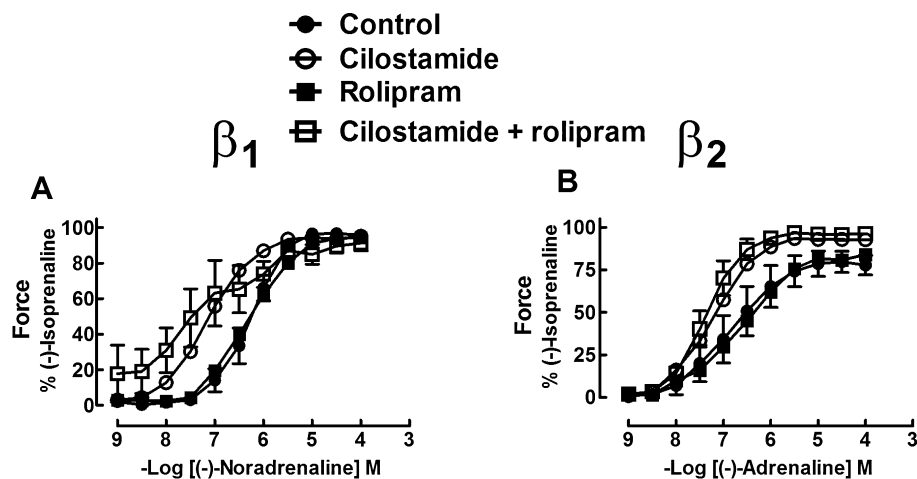 Control
Cilostamide
Rolipram
Cilostamide + rolipram
β1
β2
A
B
Force
% (-)-Isoprenaline
100
80
60
40
20
0
9 8 7 6 5 4 3
-Log [(-)-Noradrenaline] M
Force
% (-)-Isoprenaline
100
75
50
25
0
9 8 7 6 5 4 3
-Log [(-)-Adrenaline] M